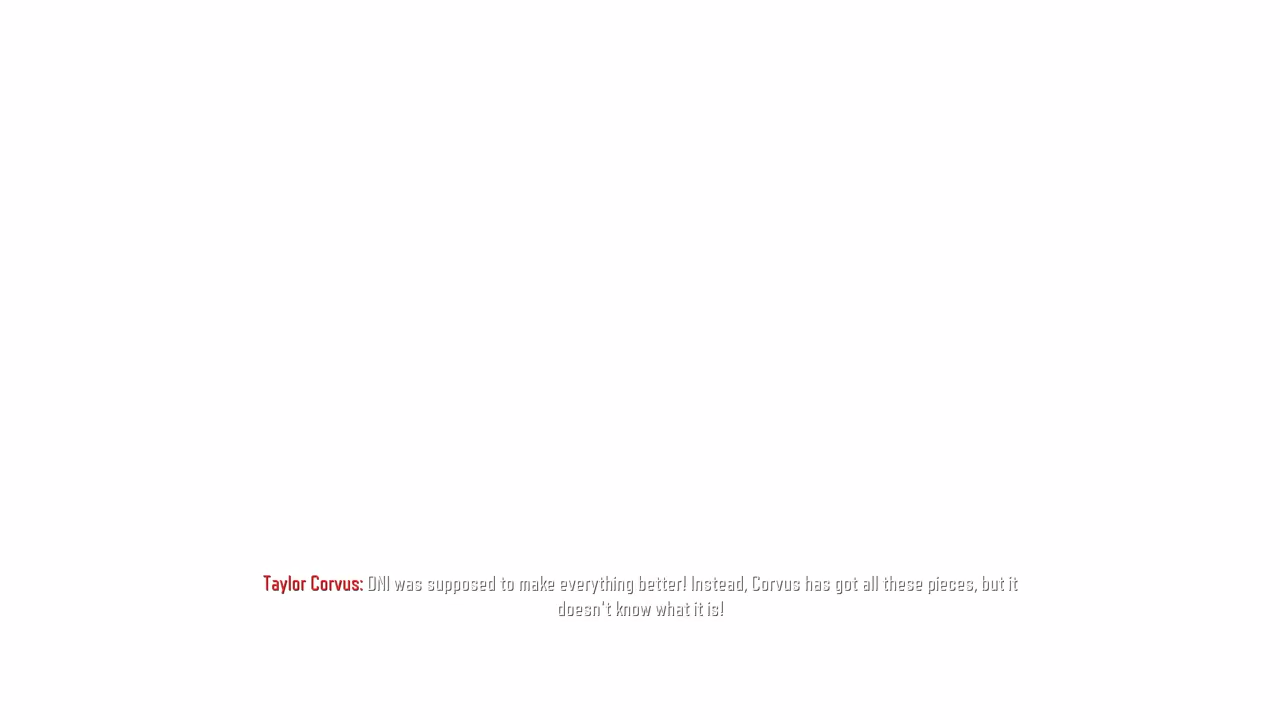 Taylor Corvus: DNI was supposed to make everything better! Instead, Corvus has got all these pieces, but it
doesn't know what it is!